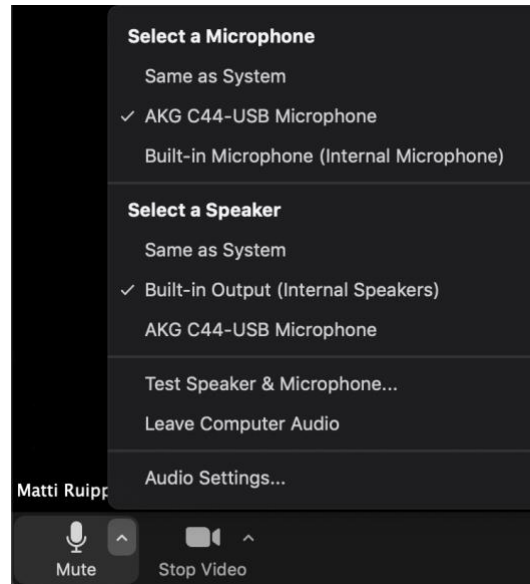 Select a Microphone
Same as System
✓ AKG C44-USB Microphone
Built-in Microphone (Internal Microphone)
Select a Speaker
Same as System
✓ Built-in Output (Internal Speakers)
AKG C44-USB Microphone
Test Speaker & Microphone...
Leave Computer Audio
Audio Settings...
Matti Ruipp
Mute
Stop Video